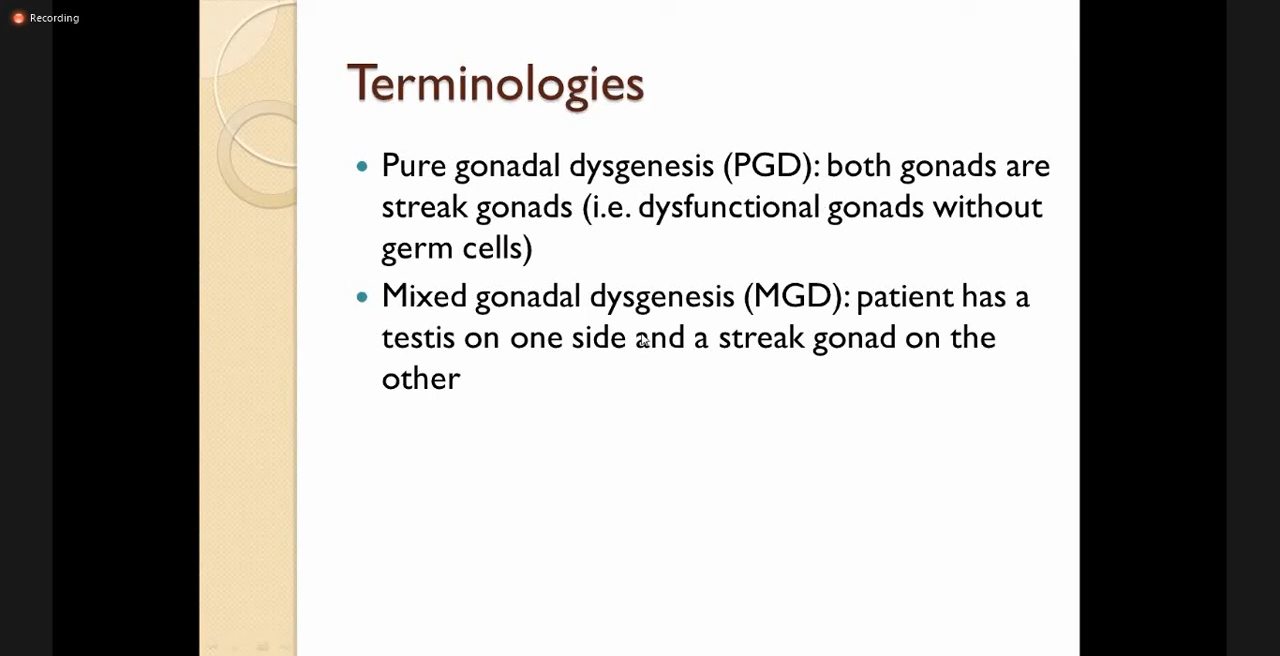 Recording
Terminologies
• Pure gonadal dysgenesis (PGD): both gonads are
streak gonads (i.e. dysfunctional gonads without
germ cells)
• Mixed gonadal dysgenesis (MGD): patient has a
testis on one side and a streak gonad on the
other